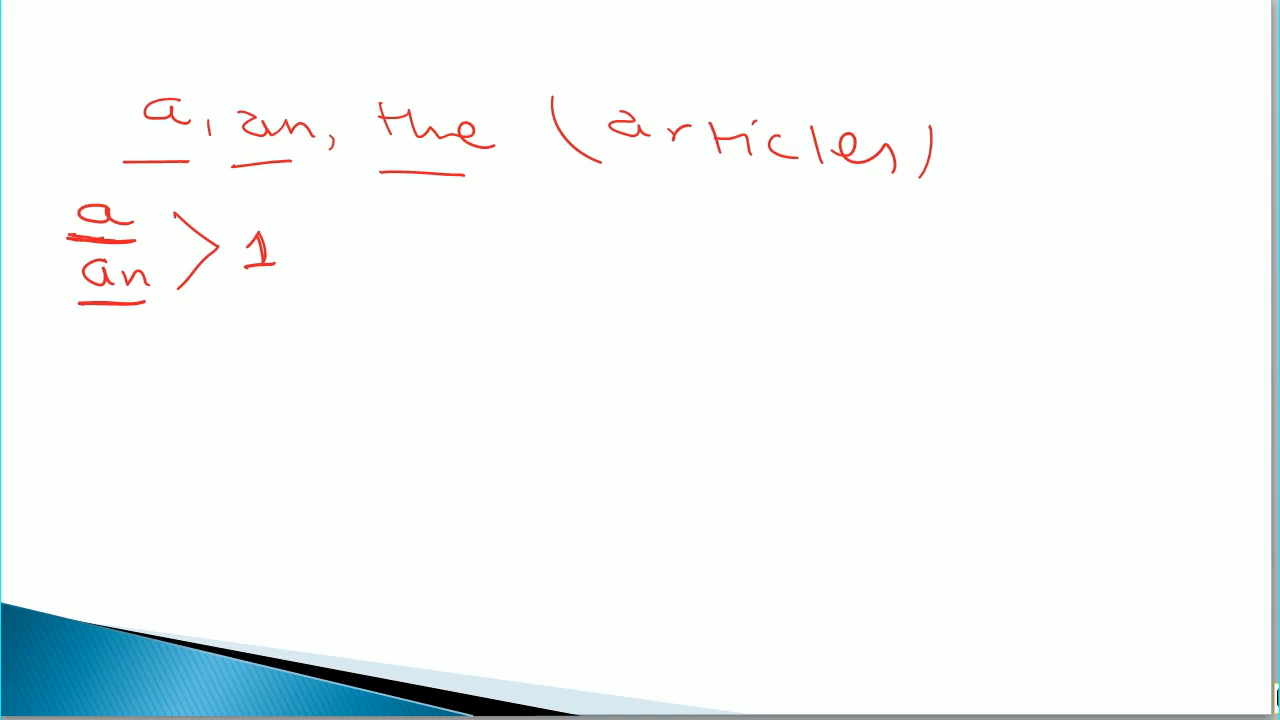 a, an, the (articles)
a
an > 1